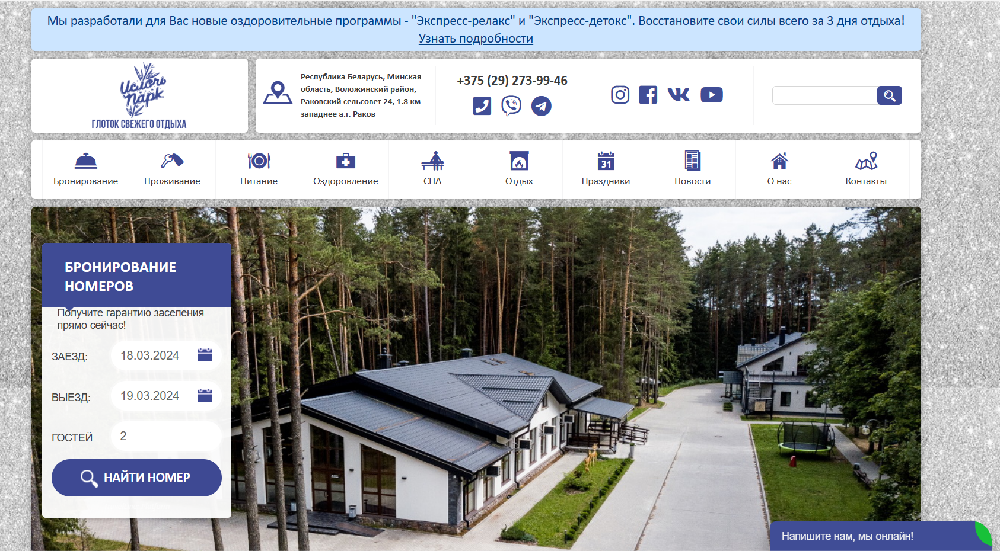 Мы разработали для Вас новые оздоровительные программы - "Экспресс-релакс" и "Экспресс-детокс". Восстановите свои силы всего за 3 дня отдыха!
Узнать подробности
Ислочь
Парк
ГЛОТОК СВЕЖЕГО ОТДЫХА
Республика Беларусь, Минская
область, Воложинский район,
Раковский сельсовет 24, 1.8 км
западнее а.г. Раков
+375 (29) 273-99-46
31
Бронирование
Проживание
Питание
Оздоровление
СПА
Отдых
Праздники
Новости
О нас
Контакты
БРОНИРОВАНИЕ
НОМЕРОВ
Получите гарантию заселения
прямо сейчас!
ЗАЕЗД: 18.03.2024
ВЫЕЗД: 19.03.2024
ГОСТЕЙ 2
НАЙТИ НОМЕР
Напишите нам, мы онлайн!